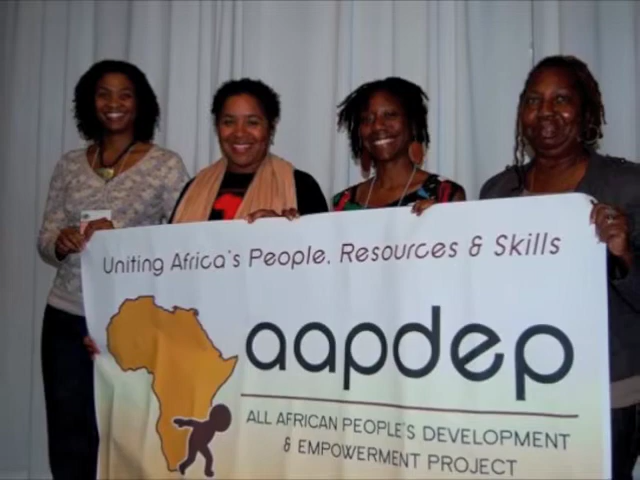 Uniting Africa's People, Resources & Skills
aapdep
ALL AFRICAN PEOPLE'S DEVELOPMENT
& EMPOWERMENT PROJECT